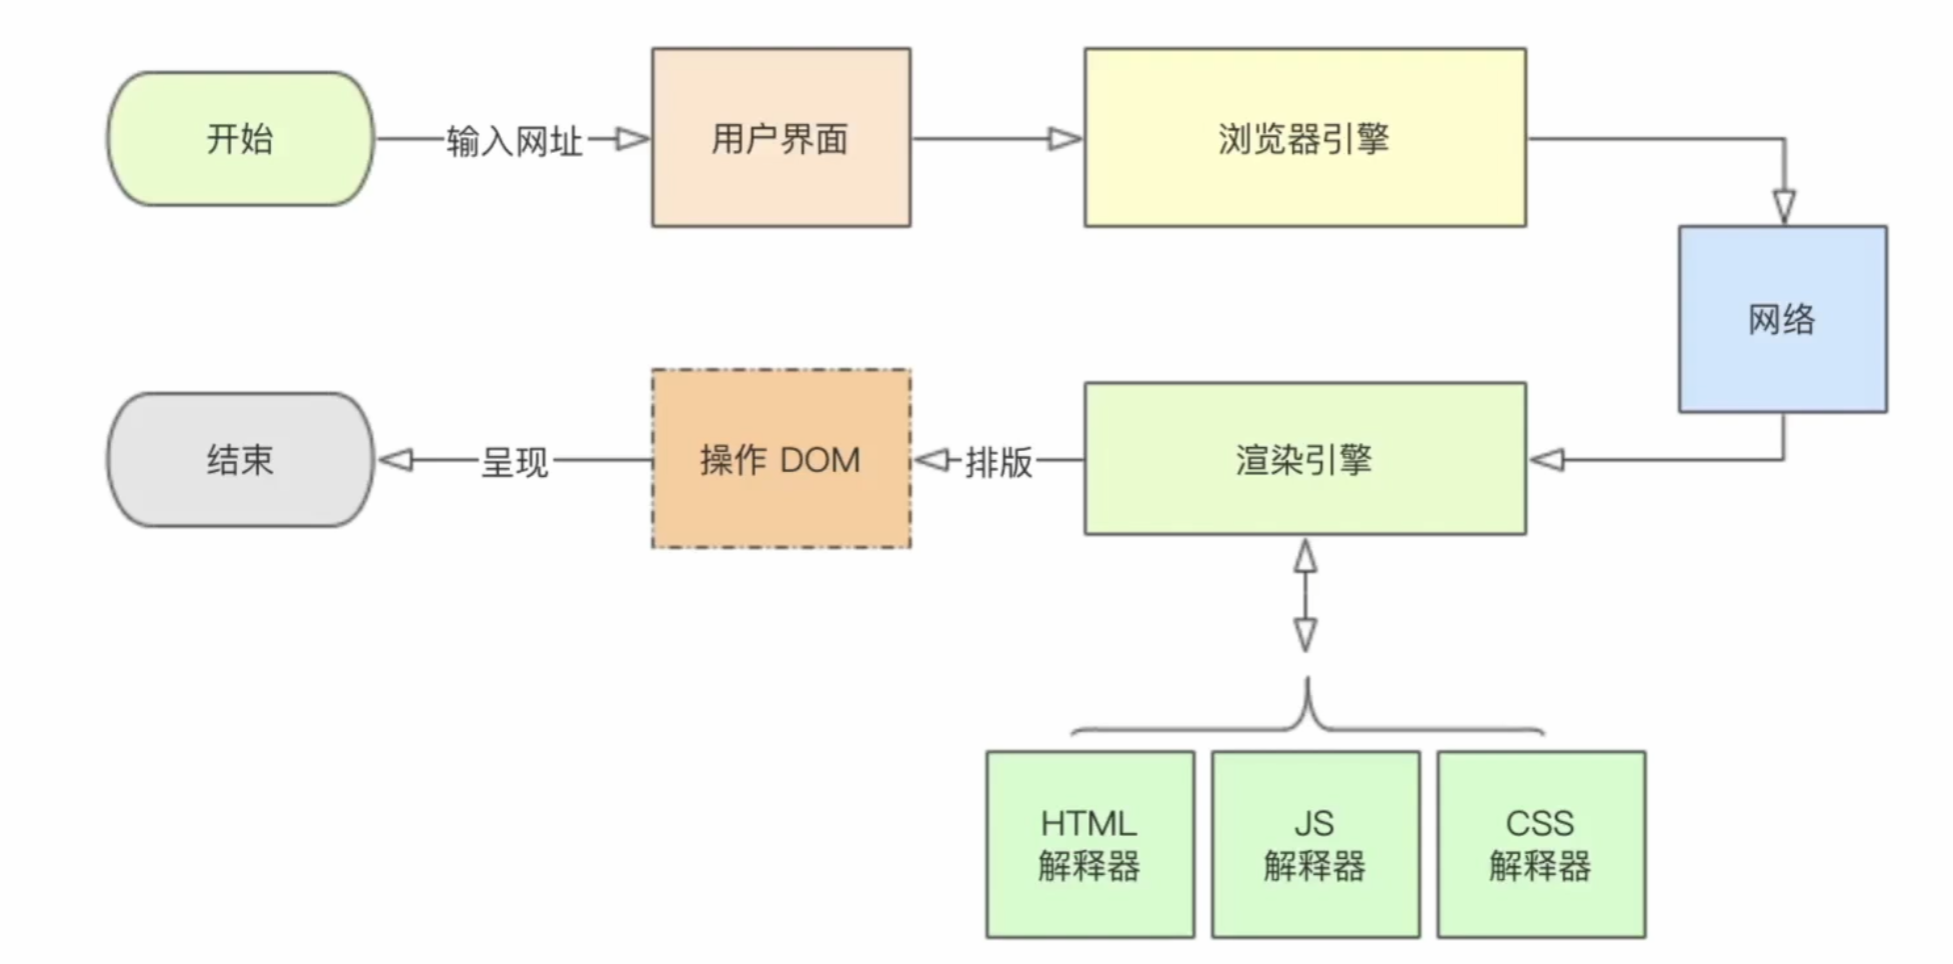 开始
输入网址
用户界面
浏览器引擎
网络
结束
呈现
操作 DOM
排版
渲染引擎
HTML
解释器
JS
解释器
CSS
解释器